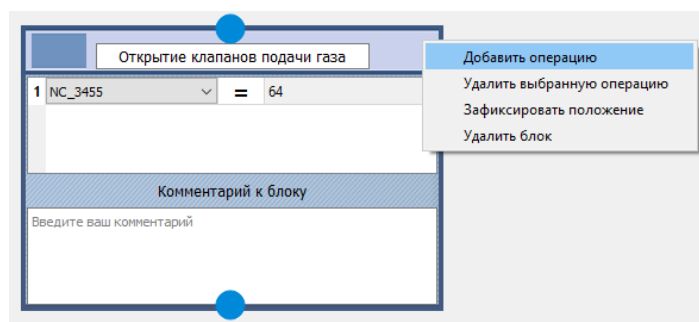 Открытие клапанов подачи газа
1 NC_3455 = 64
Комментарий к блоку
Введите ваш комментарий
Добавить операцию
Удалить выбранную операцию
Зафиксировать положение
Удалить блок